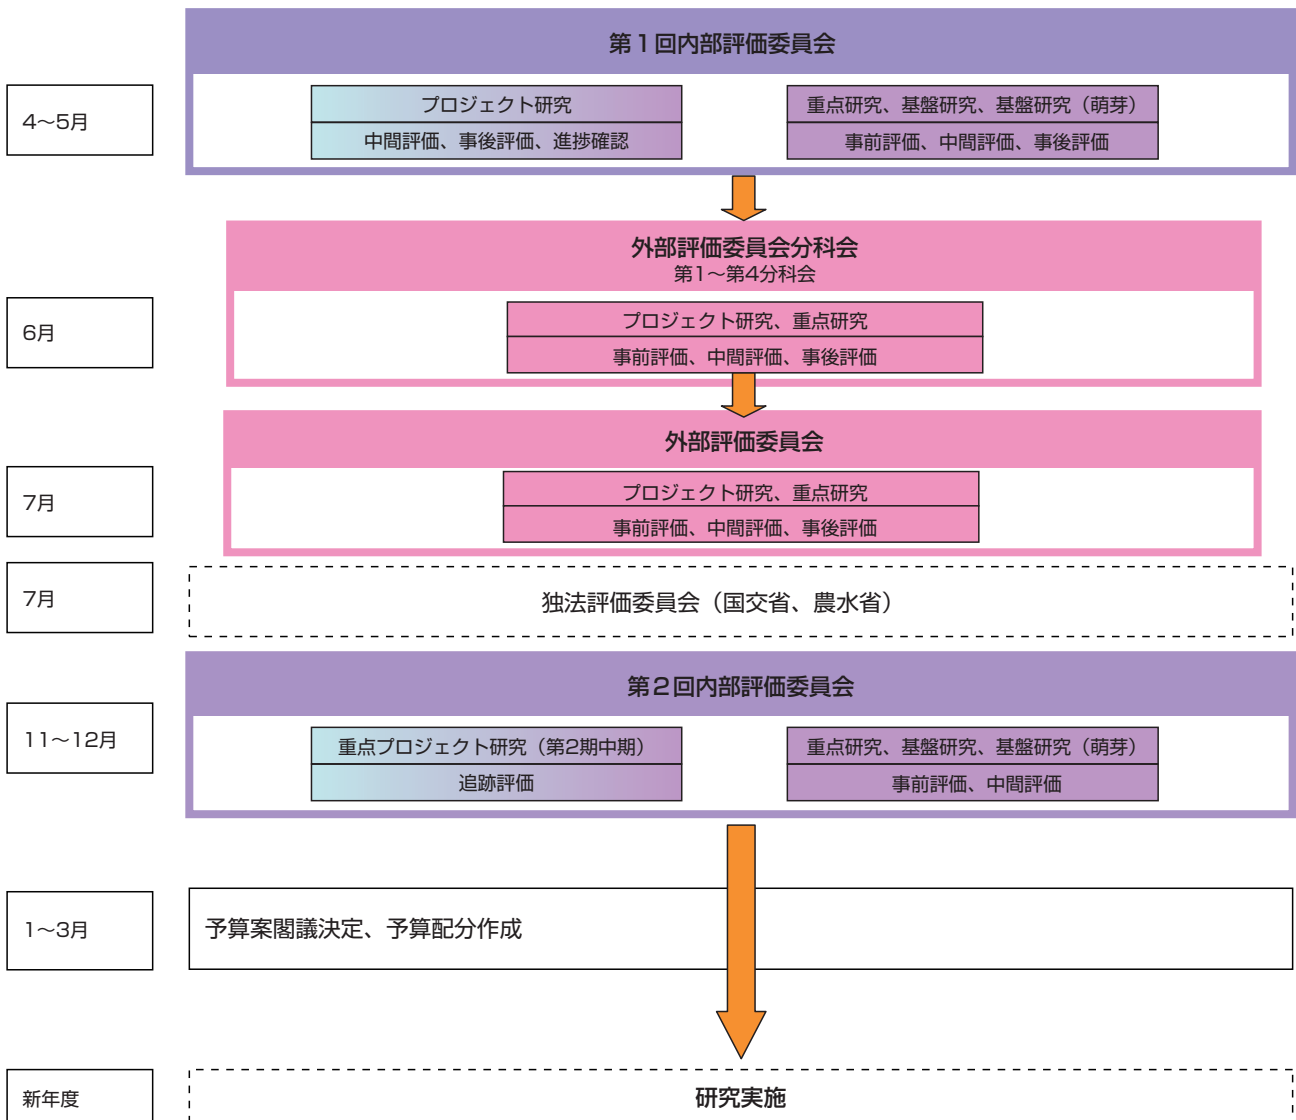 第1回内部評価委員会
4〜5月
プロジェクト研究
中間評価、事後評価、進捗確認
重点研究、基盤研究、基盤研究（萌芽）
事前評価、中間評価、事後評価
外部評価委員会分科会
第1〜第4分科会
6月
プロジェクト研究、重点研究
事前評価、中間評価、事後評価
外部評価委員会
7月
プロジェクト研究、重点研究
事前評価、中間評価、事後評価
7月
独法評価委員会（国交省、農水省）
第2回内部評価委員会
11〜12月
重点プロジェクト研究（第2期中期）
追跡評価
重点研究、基盤研究、基盤研究（萌芽）
事前評価、中間評価
1〜3月
予算案閣議決定、予算配分作成
新年度
研究実施